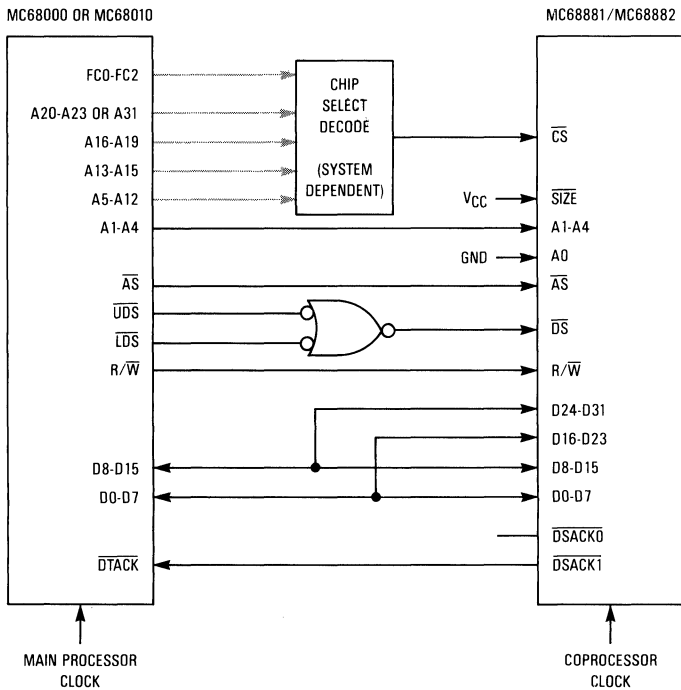 MC68000 OR MC68010
MC68881/MC68882
FC0-FC2
A20-A23 OR A31
A16-A19
A13-A15
A5-A12
A1-A4
AS
UDS
LDS
R/W
D8-D15
D0-D7
DTACK
CHIP
SELECT
DECODE
(SYSTEM
DEPENDENT)
VCC
GND
CS
SIZE
A1-A4
A0
AS
DS
R/W
D24-D31
D16-D23
D8-D15
D0-D7
DSACK0
DSACK1
MAIN PROCESSOR
CLOCK
COPROCESSOR
CLOCK